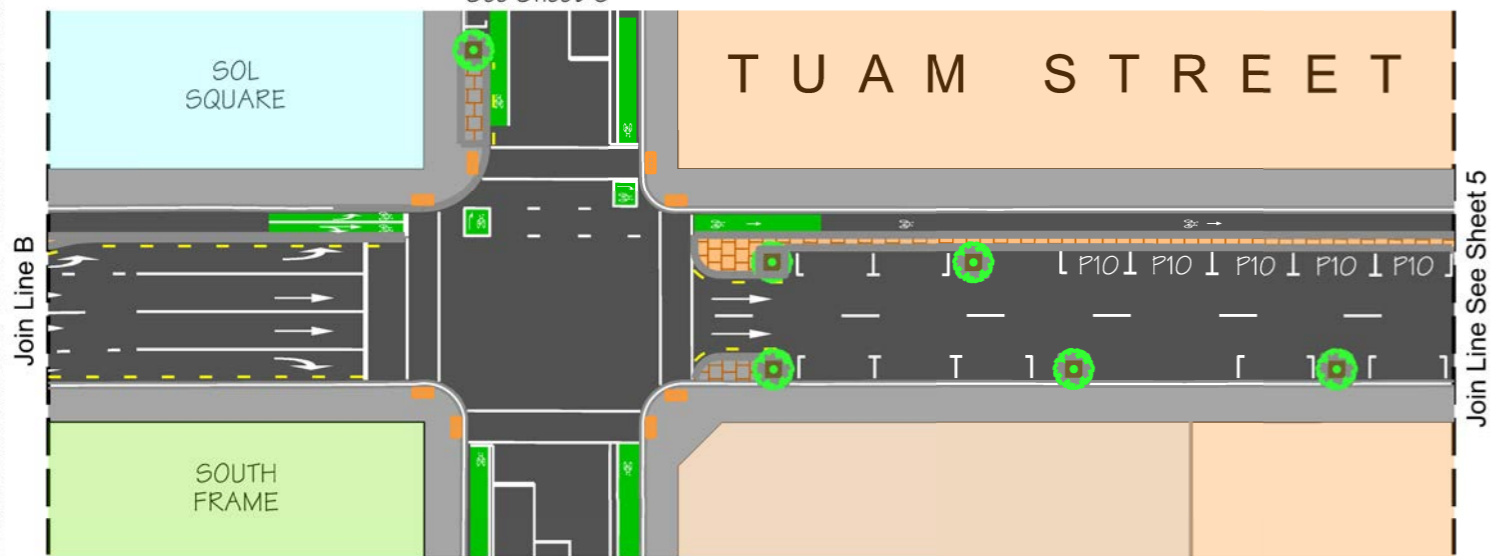 SOL
SQUARE
TUAM STREET
Join Line B
P10 P10 P10 P10 P10
Join Line See Sheet 5
SOUTH
FRAME